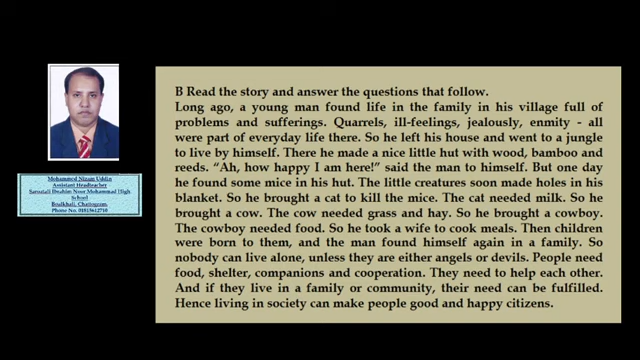 B Read the story and answer the questions that follow.
Long ago, a young man found life in the family in his village full of
problems and sufferings. Quarrels, ill-feelings, jealously, enmity - all
were part of everyday life there. So he left his house and went to a jungle
to live by himself. There he made a nice little hut with wood, bamboo and
reeds. “Ah, how happy I am here!” said the man to himself. But one day
he found some mice in his hut. The little creatures soon made holes in his
blanket. So he brought a cat to kill the mice. The cat needed milk. So he
brought a cow. The cow needed grass and hay. So he brought a cowboy.
The cowboy needed food. So he took a wife to cook meals. Then children
were born to them, and the man found himself again in a family. So
nobody can live alone, unless they are either angels or devils. People need
food, shelter, companions and cooperation. They need to help each other.
And if they live in a family or community, their need can be fulfilled.
Hence living in society can make people good and happy citizens.
Mohammed Nizam Uddin
Assistant Headteacher
Ibrahim Noor Mohammad High
School
Boalkhali, Chattogram.
Phone No. 01815612710